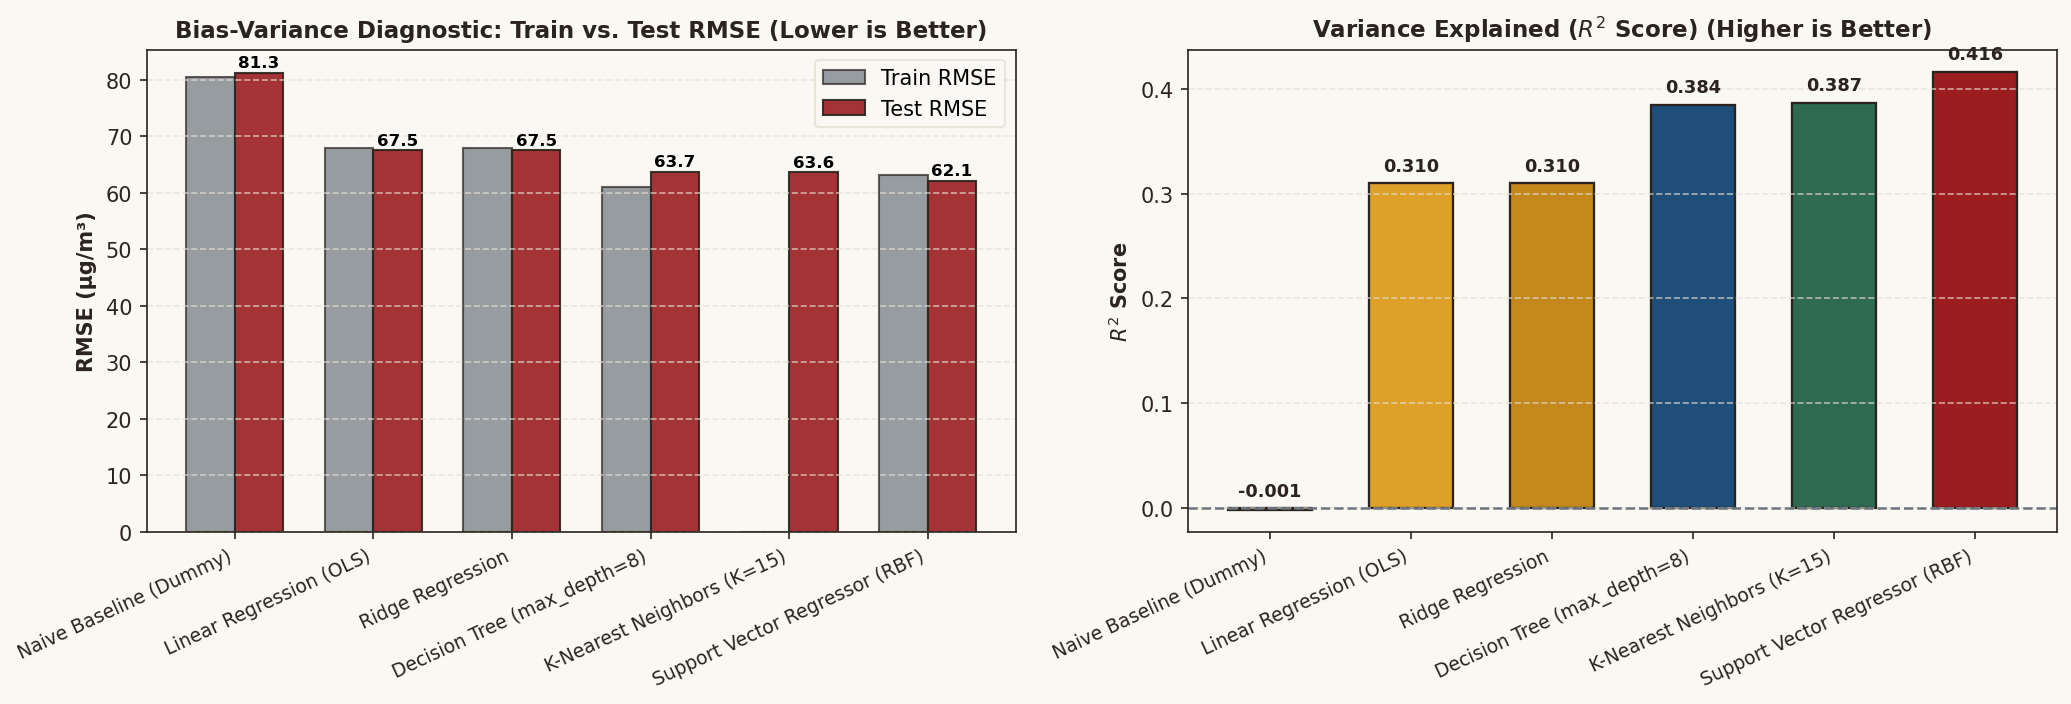 Bias-Variance Diagnostic: Train vs. Test RMSE (Lower is Better)
RMSE (µg/m³)
80
70
60
50
40
30
20
10
0
81.3
67.5
67.5
63.7
63.6
62.1
Train RMSE
Test RMSE
Naive Baseline (Dummy)
Linear Regression (OLS)
Ridge Regression
Decision Tree (max_depth=8)
K-Nearest Neighbors (K=15)
Support Vector Regressor (RBF)
Variance Explained (R² Score) (Higher is Better)
R² Score
0.4
0.3
0.2
0.1
0.0
-0.001
0.310
0.310
0.384
0.387
0.416
Naive Baseline (Dummy)
Linear Regression (OLS)
Ridge Regression
Decision Tree (max_depth=8)
K-Nearest Neighbors (K=15)
Support Vector Regressor (RBF)